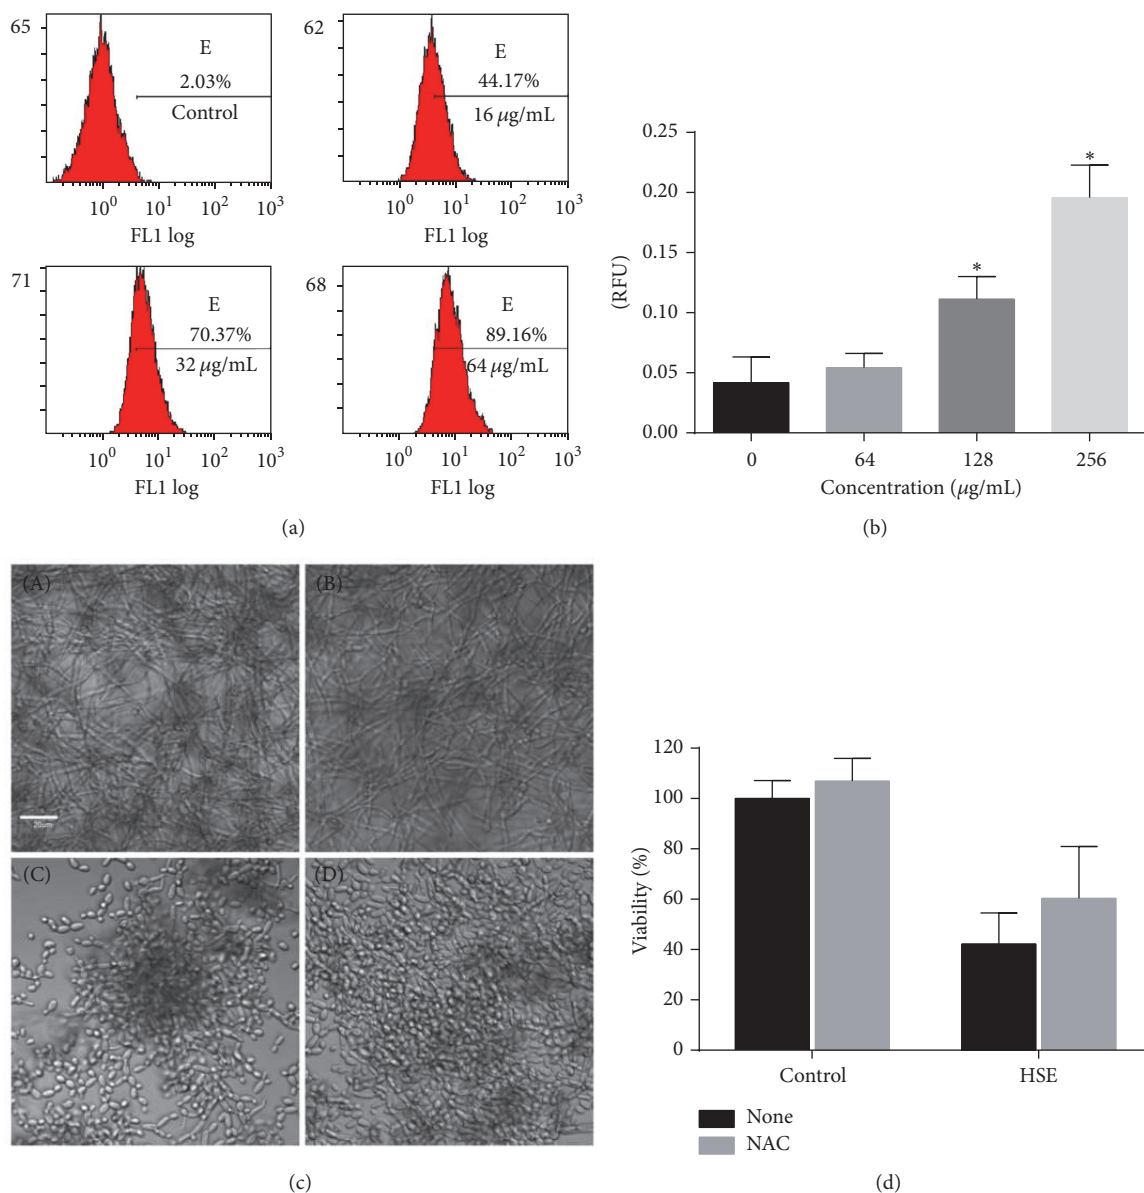 65
E
2.03%
Control
10⁰ 10¹ 10² 10³
FL1 log
62
E
44.17%
16 µg/mL
10⁰ 10¹ 10² 10³
FL1 log
71
E
70.37%
32 µg/mL
10⁰ 10¹ 10² 10³
FL1 log
68
E
89.16%
64 µg/mL
10⁰ 10¹ 10² 10³
FL1 log
(a)
0.25
0.20
0.15
0.10
0.05
0.00
(RFU)
*
*
0 64 128 256
Concentration (µg/mL)
(b)
(A)
(B)
20µm
(C)
(D)
(c)
120
100
80
60
40
20
0
Viability (%)
Control HSE
None
NAC
(d)